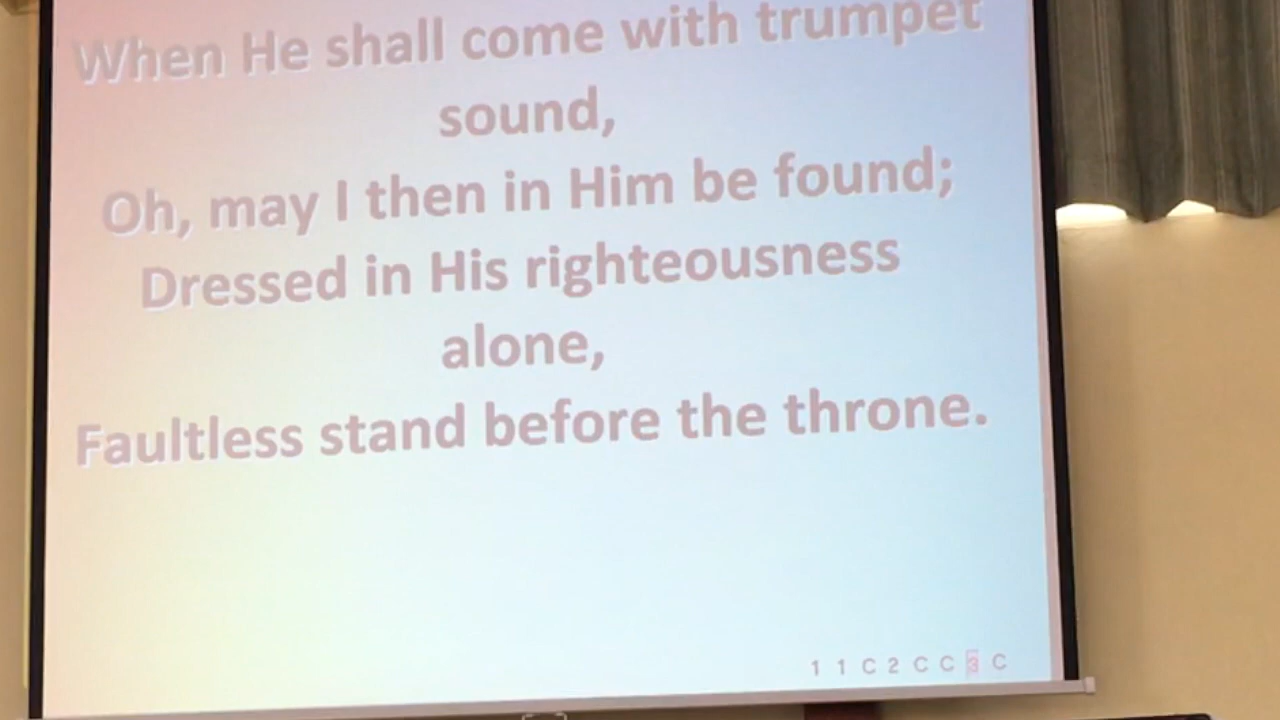 When He shall come with trumpet
sound,
Oh, may I then in Him be found;
Dressed in His righteousness
alone,
Faultless stand before the throne.
1 1 C 2 C C 3 C